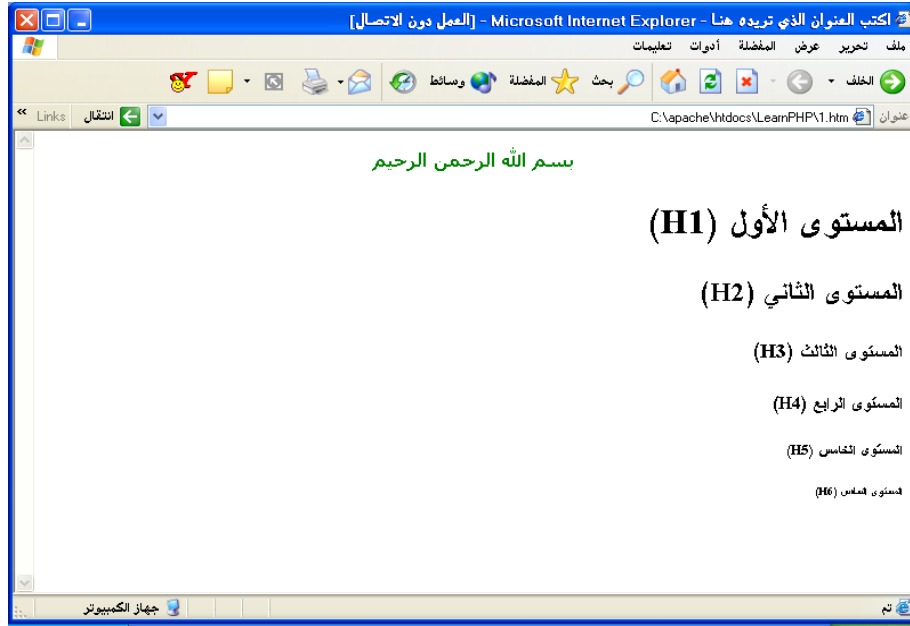 اكتب العنوان الذي تريده هنا - Microsoft Internet Explorer - [العمل دون الاتصال]
ملف تحرير عرض المفضلة أدوات تعليمات
الخلف بحث المفضلة وسائط
عنوان C:\apache\htdocs\LearnPHP\1.htm انتقال Links »
بسم الله الرحمن الرحيم
المستوى الأول (H1)
المستوى الثاني (H2)
المستوى الثالث (H3)
المستوى الرابع (H4)
المستوى الخامس (H5)
المستوى السادس (H6)
تم جهاز الكمبيوتر